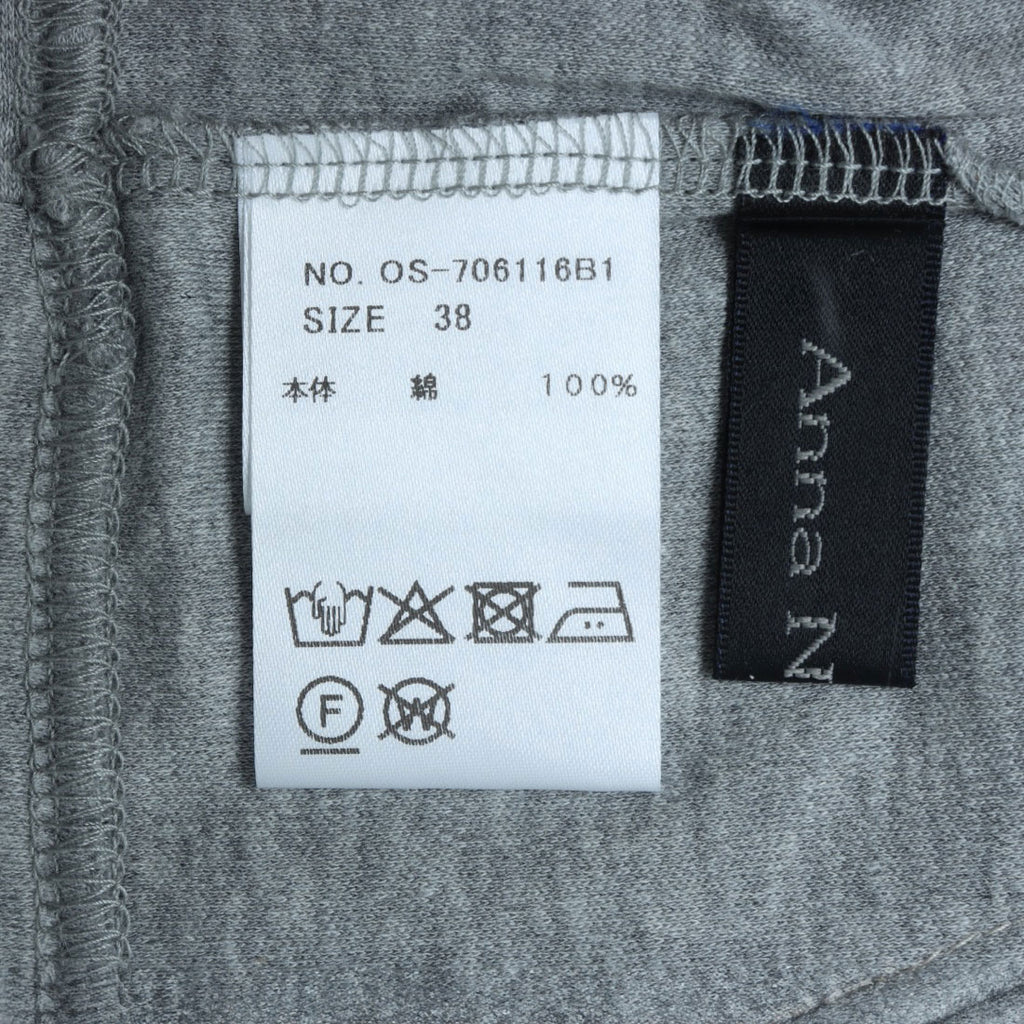 NO. OS-706116B1
SIZE 38
本体 綿 100%
F
W
Anna N